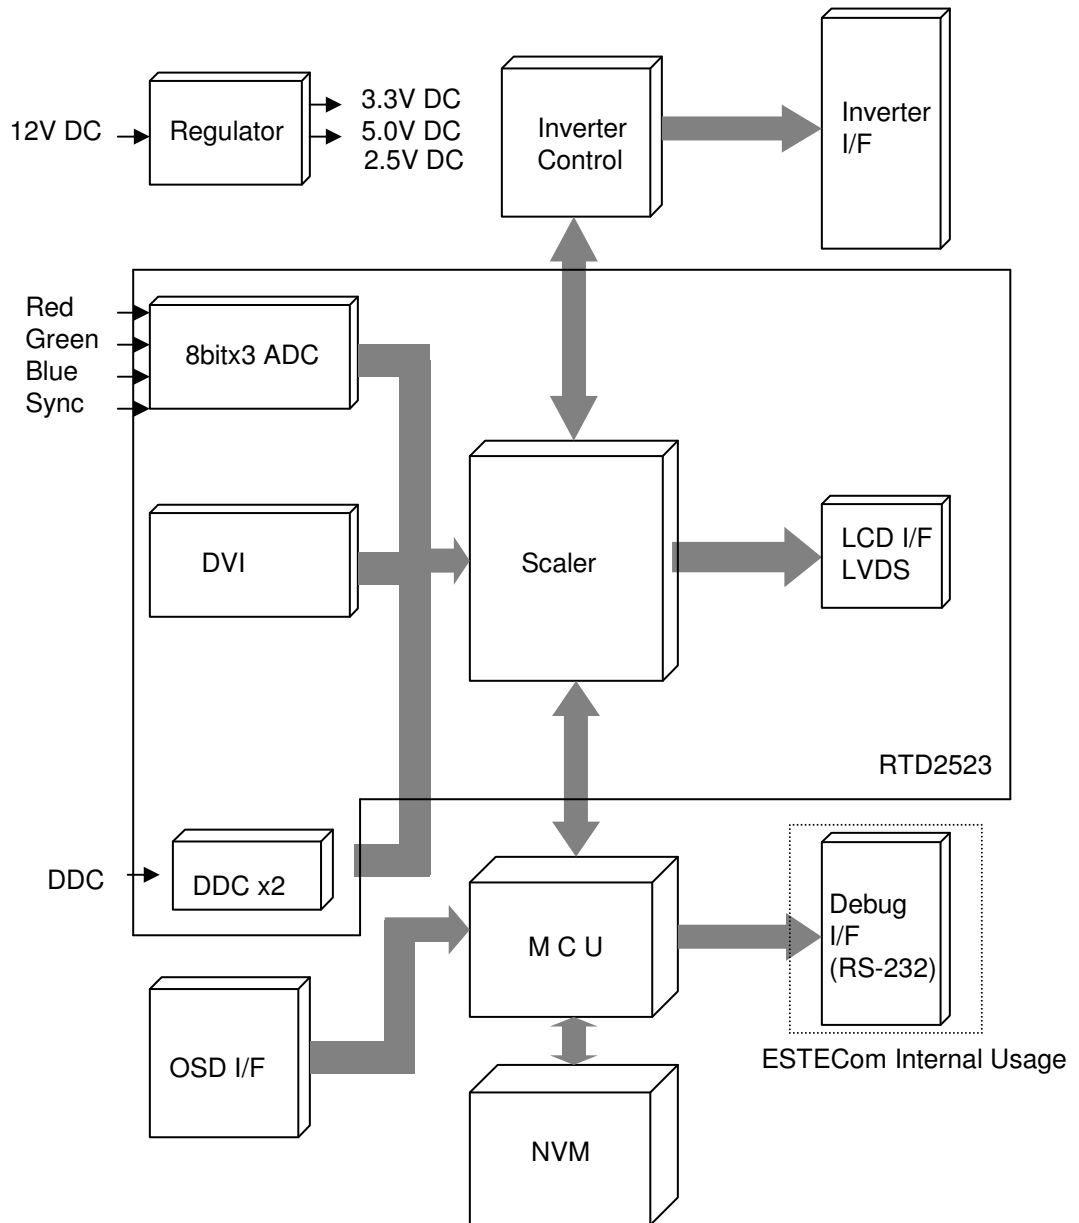 12V DC
Regulator
3.3V DC
5.0V DC
2.5V DC
Inverter
Control
Inverter
I/F
Red
Green
Blue
Sync
8bitx3 ADC
DVI
Scaler
LCD I/F
LVDS
RTD2523
DDC
DDC x2
M C U
Debug
I/F
(RS-232)
ESTECom Internal Usage
OSD I/F
NVM